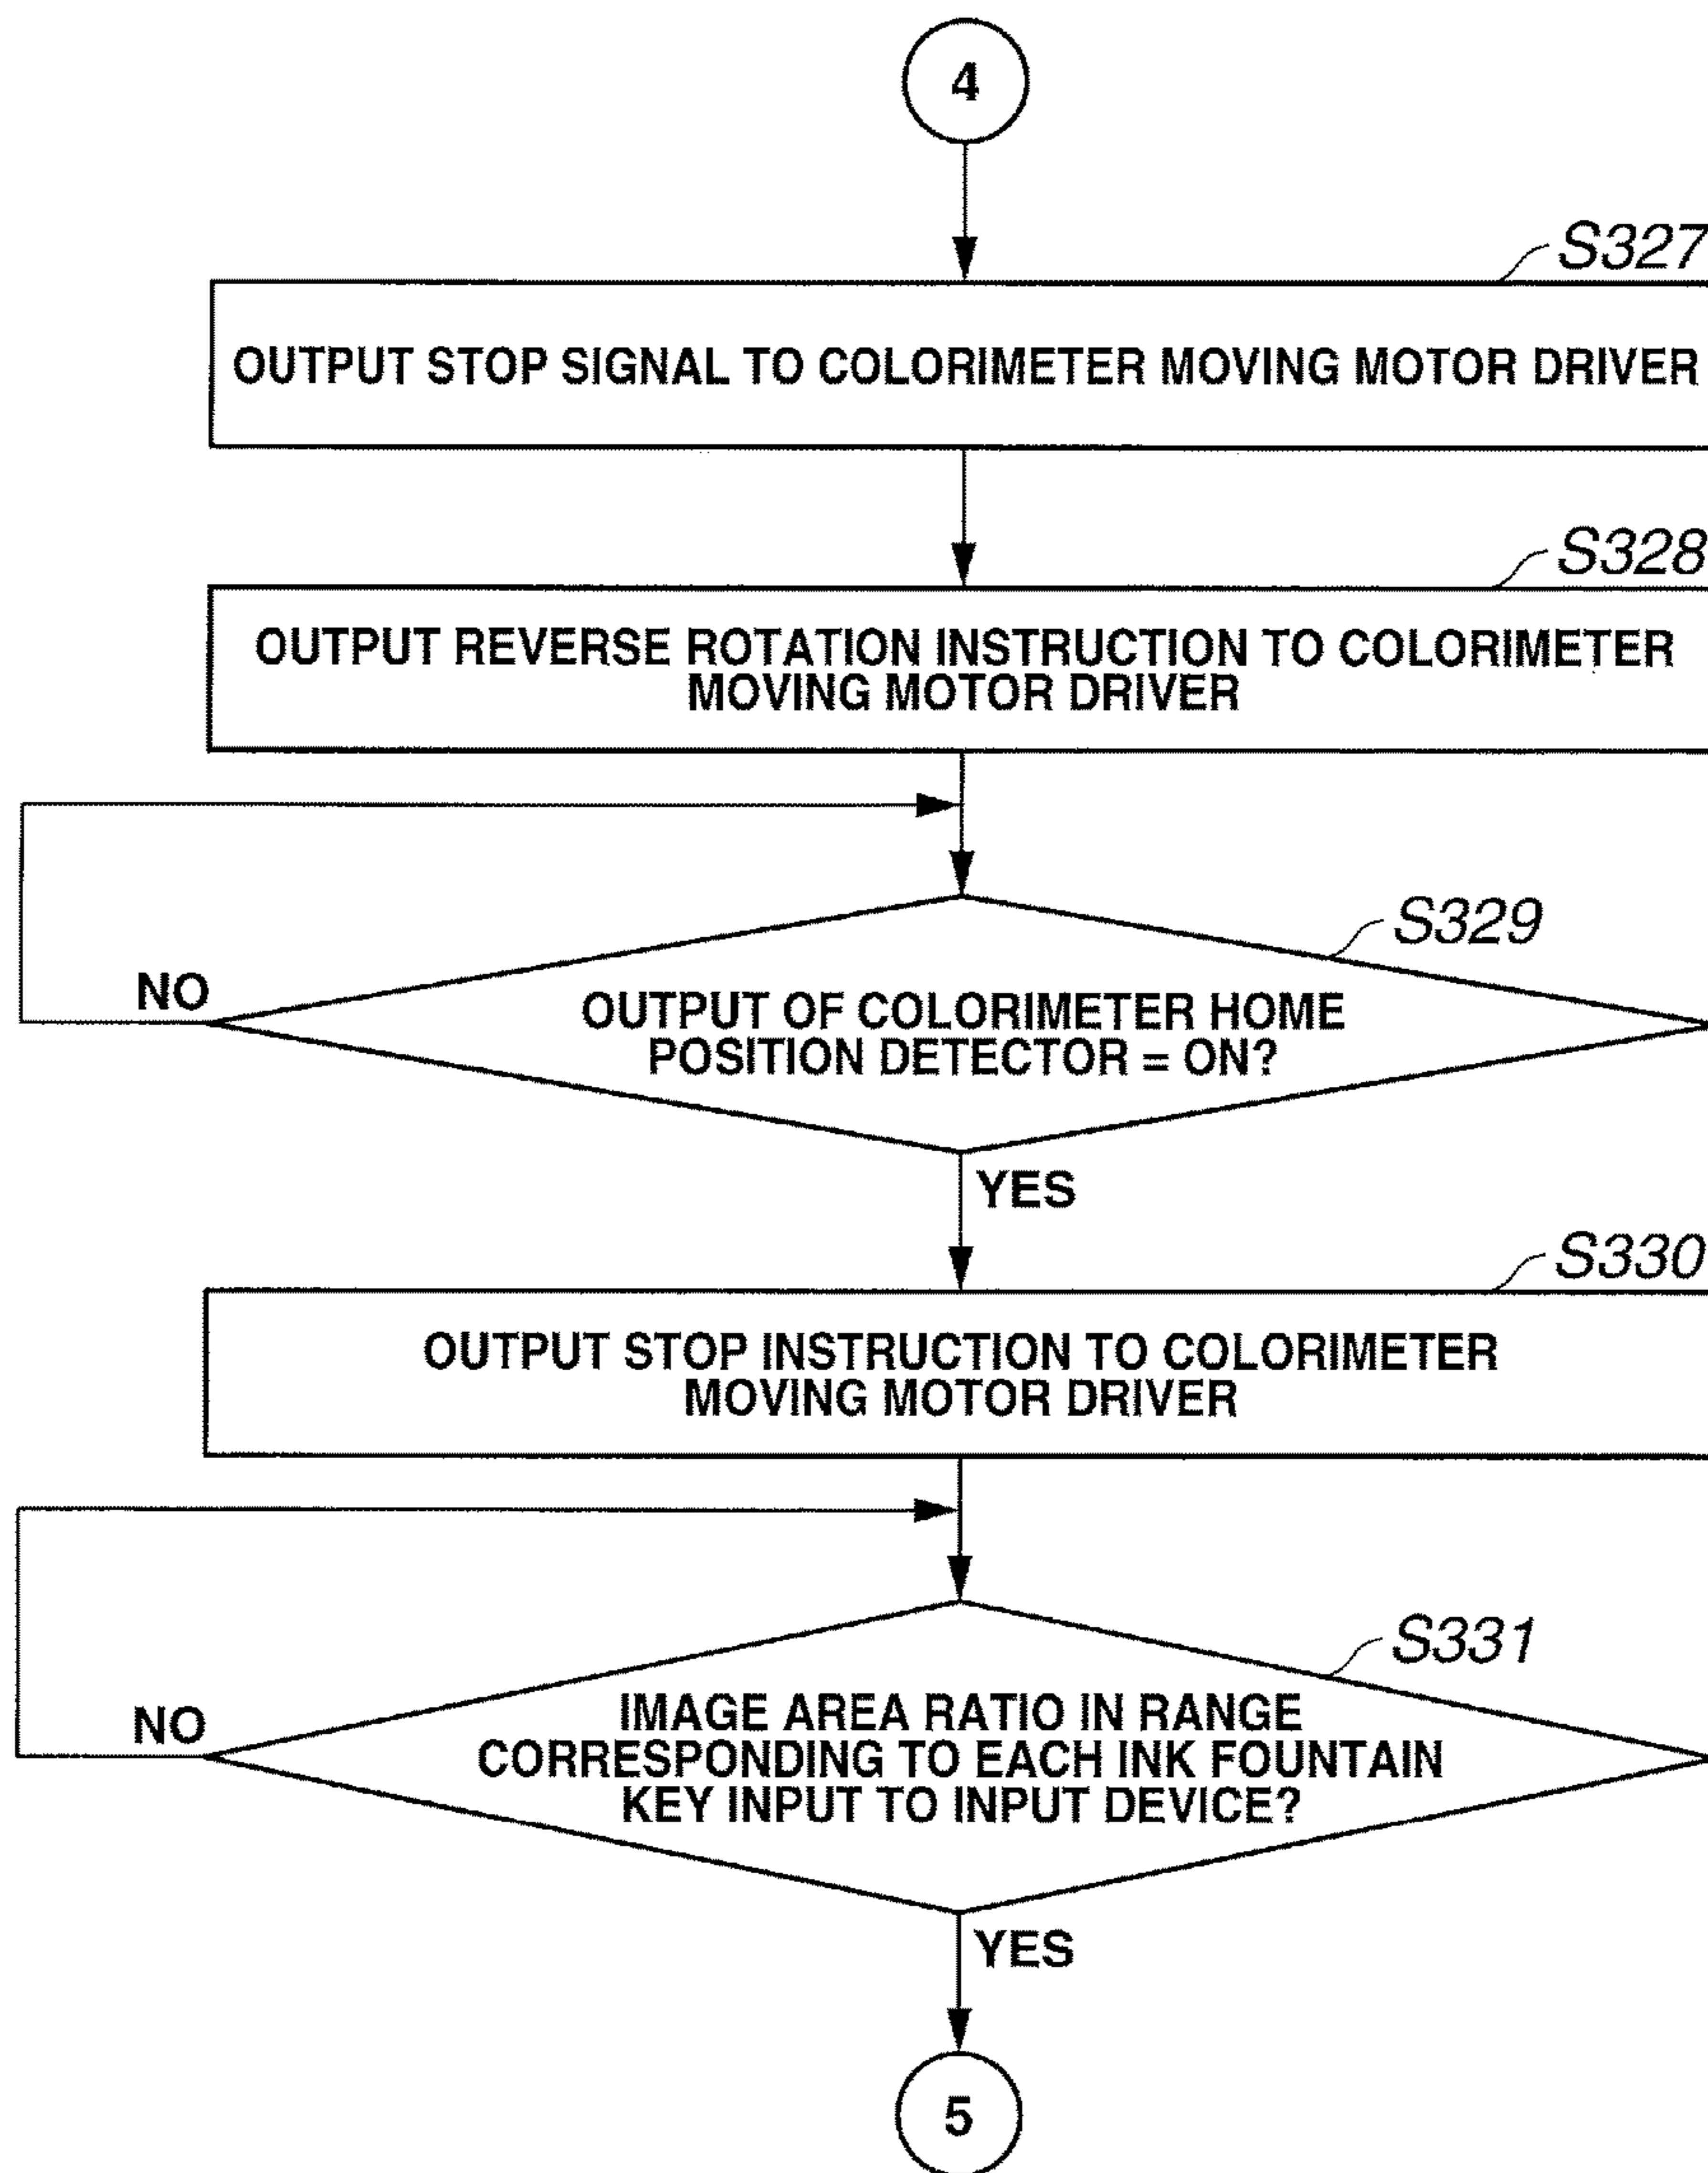 4
S327
OUTPUT STOP SIGNAL TO COLORIMETER MOVING MOTOR DRIVER
S328
OUTPUT REVERSE ROTATION INSTRUCTION TO COLORIMETER
MOVING MOTOR DRIVER
S329
NO
OUTPUT OF COLORIMETER HOME
POSITION DETECTOR = ON?
YES
S330
OUTPUT STOP INSTRUCTION TO COLORIMETER
MOVING MOTOR DRIVER
S331
NO
IMAGE AREA RATIO IN RANGE
CORRESPONDING TO EACH INK FOUNTAIN
KEY INPUT TO INPUT DEVICE?
YES
5